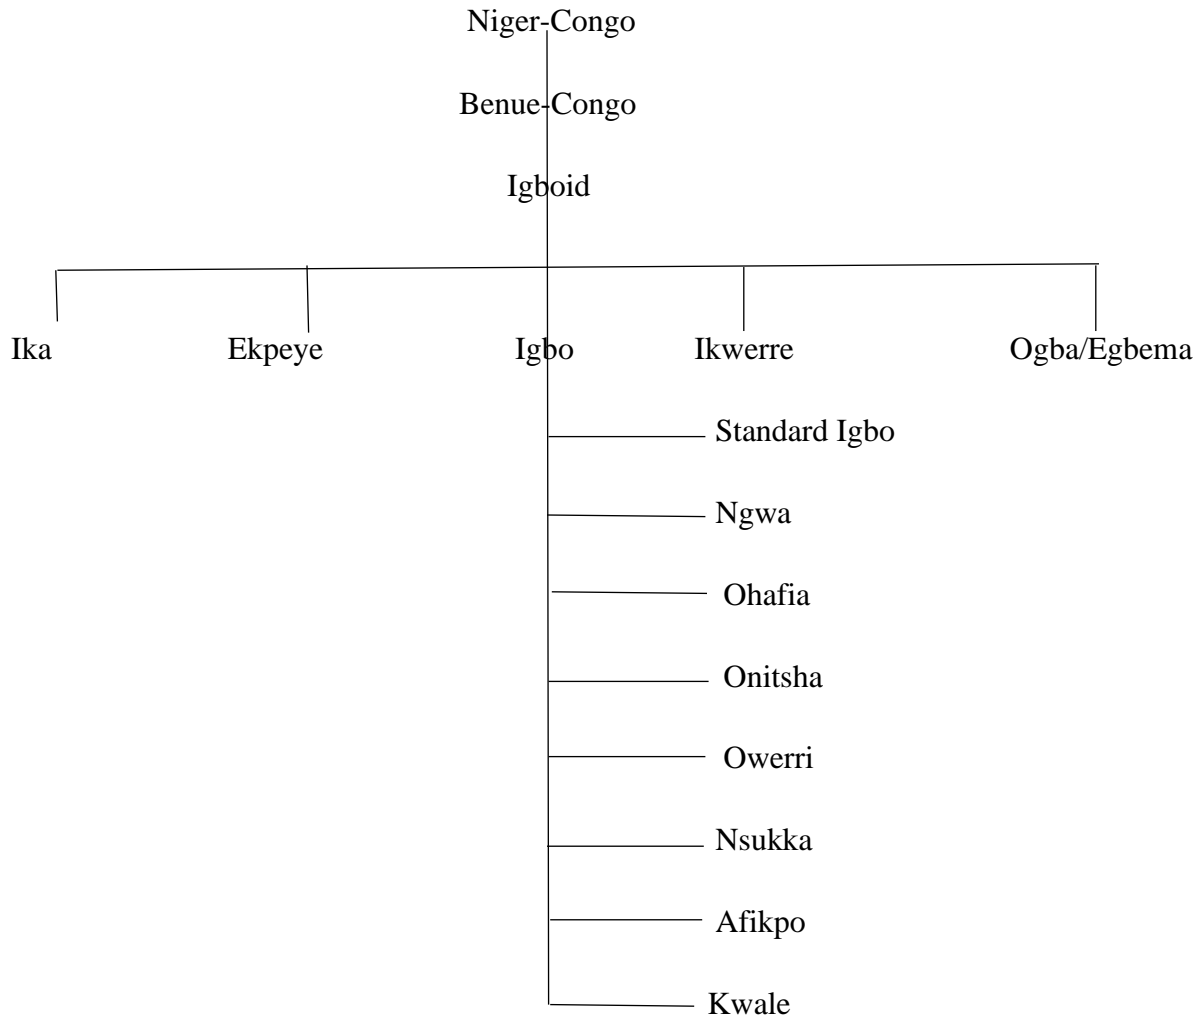 Niger-Congo
Benue-Congo
Igboid
Ika Ekpeye Igbo Ikwerre Ogba/Egbema
Standard Igbo
Ngwa
Ohafia
Onitsha
Owerri
Nsukka
Afikpo
Kwale